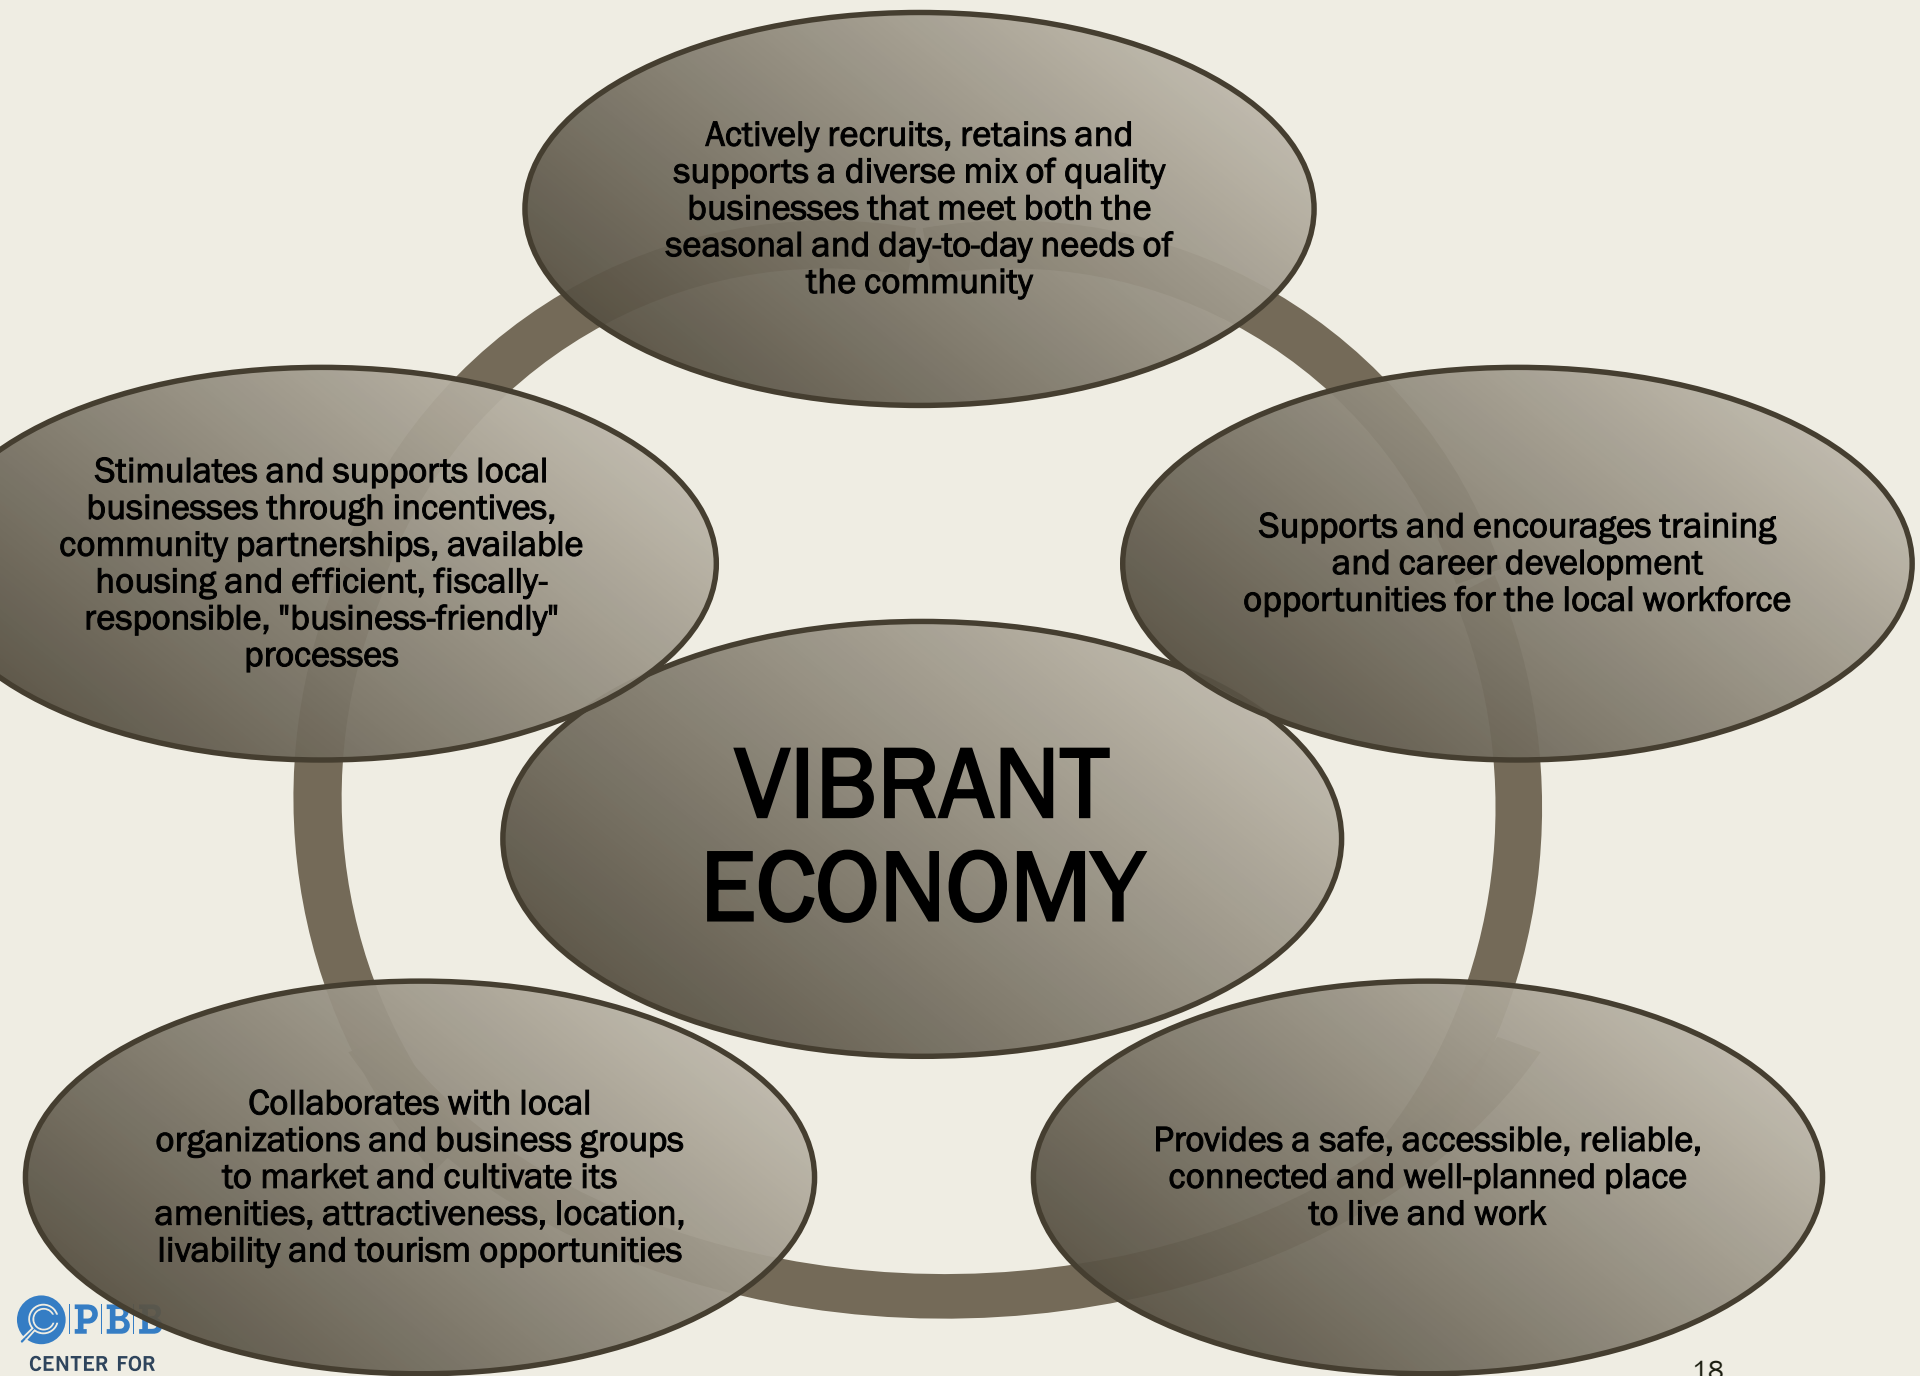 Actively recruits, retains and
supports a diverse mix of quality
businesses that meet both the
seasonal and day-to-day needs of
the community
Stimulates and supports local
businesses through incentives,
community partnerships, available
housing and efficient, fiscally-
responsible, "business-friendly"
processes
Supports and encourages training
and career development
opportunities for the local workforce
VIBRANT
ECONOMY
Collaborates with local
organizations and business groups
to market and cultivate its
amenities, attractiveness, location,
livability and tourism opportunities
Provides a safe, accessible, reliable,
connected and well-planned place
to live and work
C|P|B|B
CENTER FOR
18